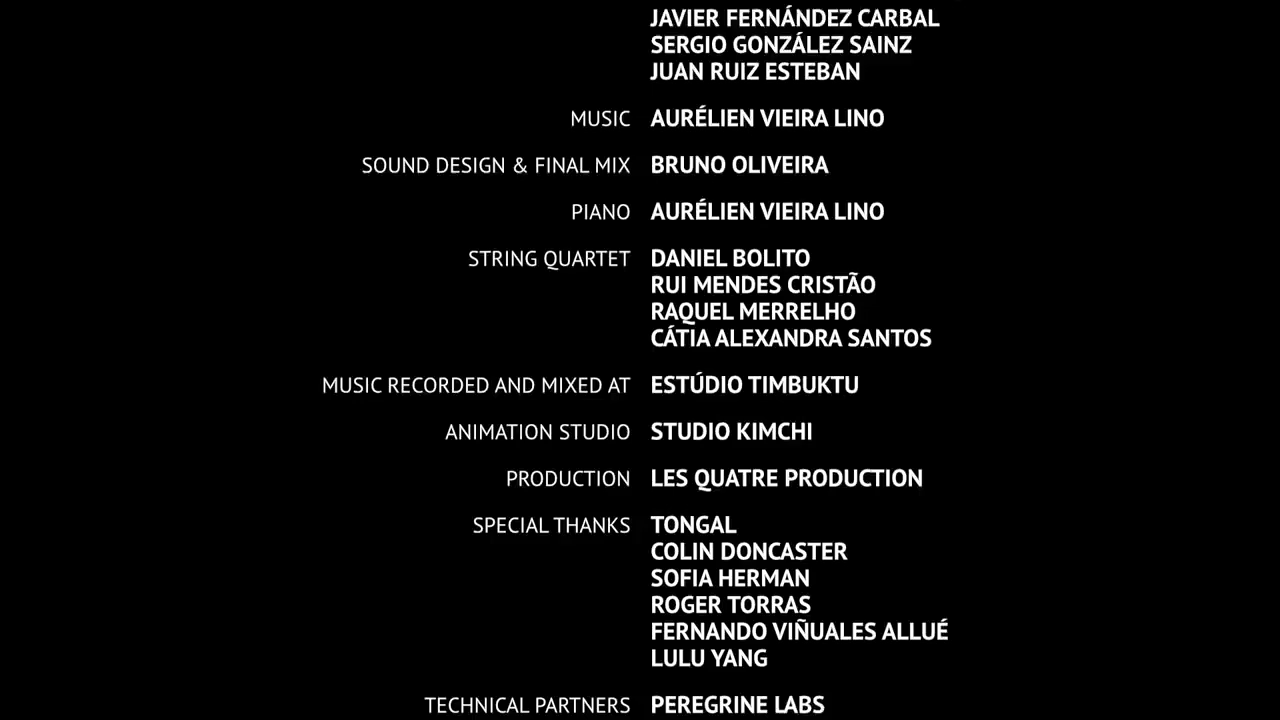 JAVIER FERNÁNDEZ CARBAL
SERGIO GONZÁLEZ SAINZ
JUAN RUIZ ESTEBAN
MUSIC AURÉLIEN VIEIRA LINO
SOUND DESIGN & FINAL MIX BRUNO OLIVEIRA
PIANO AURÉLIEN VIEIRA LINO
STRING QUARTET DANIEL BOLITO
RUI MENDES CRISTÃO
RAQUEL MERRELHO
CÁTIA ALEXANDRA SANTOS
MUSIC RECORDED AND MIXED AT ESTÚDIO TIMBUKTU
ANIMATION STUDIO STUDIO KIMCHI
PRODUCTION LES QUATRE PRODUCTION
SPECIAL THANKS TONGAL
COLIN DONCASTER
SOFIA HERMAN
ROGER TORRAS
FERNANDO VIÑUALES ALLUÉ
LULU YANG
TECHNICAL PARTNERS PEREGRINE LABS